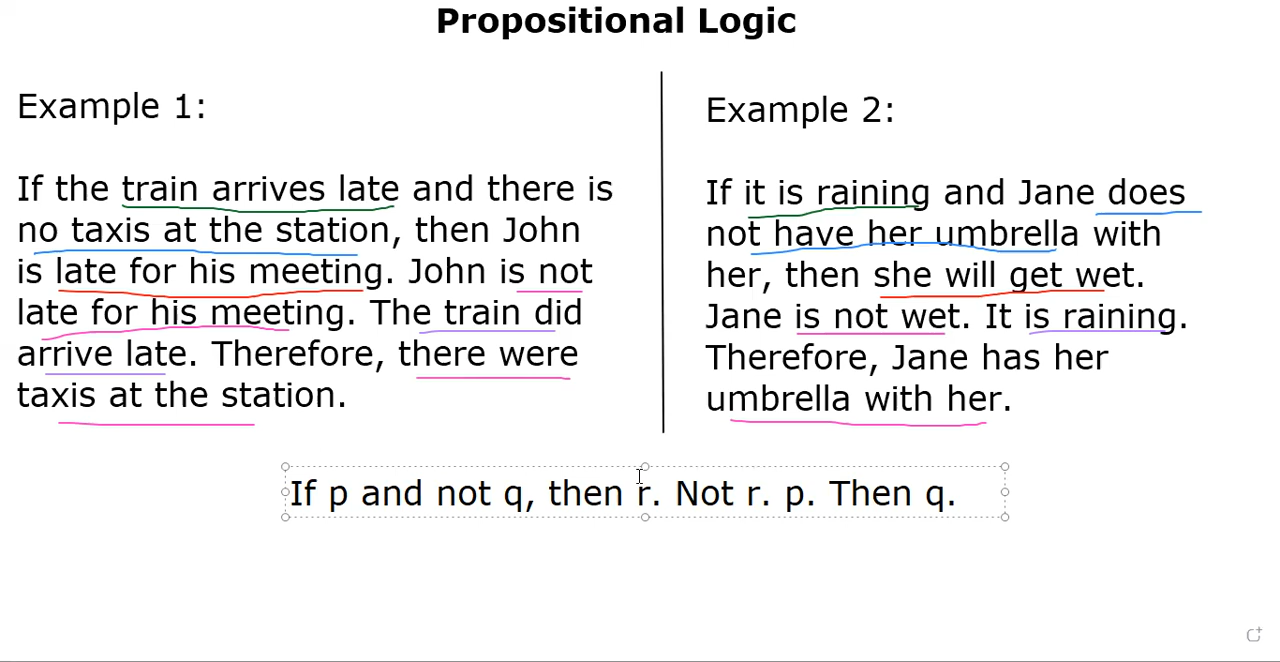 Propositional Logic
Example 1:
If the train arrives late and there is
no taxis at the station, then John
is late for his meeting. John is not
late for his meeting. The train did
arrive late. Therefore, there were
taxis at the station.
Example 2:
If it is raining and Jane does
not have her umbrella with
her, then she will get wet.
Jane is not wet. It is raining.
Therefore, Jane has her
umbrella with her.
If p and not q, then r. Not r. p. Then q.